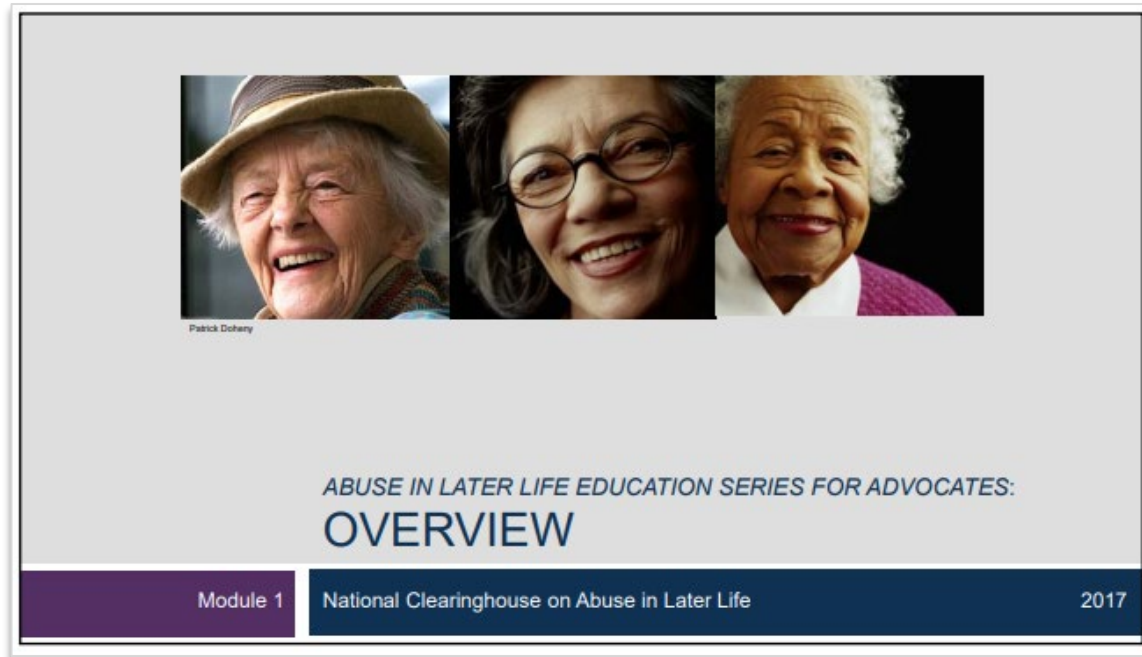 Patrick Doheny
ABUSE IN LATER LIFE EDUCATION SERIES FOR ADVOCATES:
OVERVIEW
Module 1
National Clearinghouse on Abuse in Later Life
2017